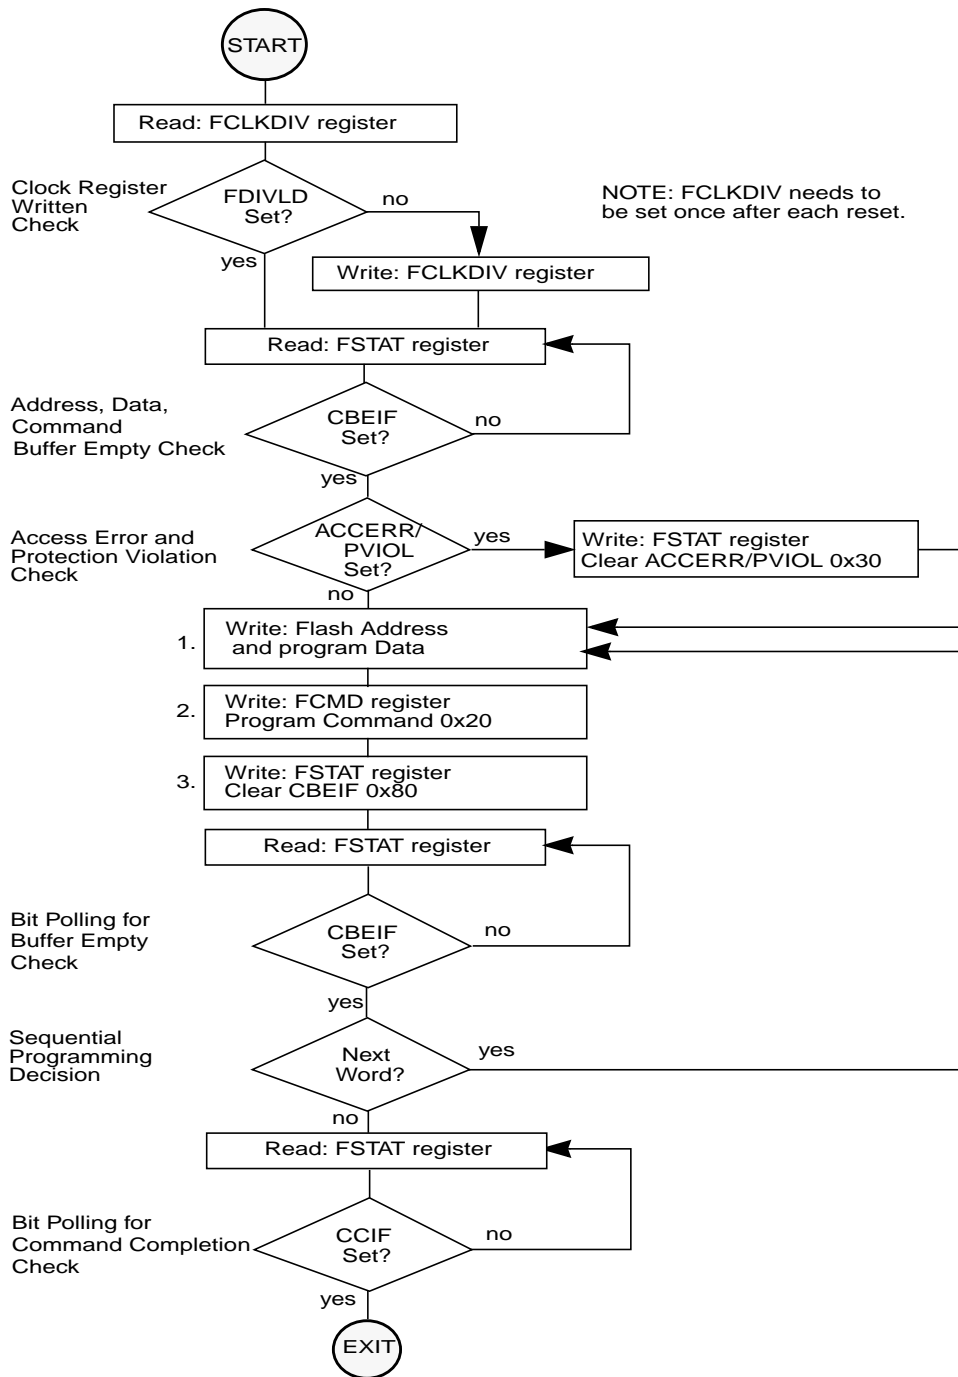 START
Read: FCLKDIV register
Clock Register
Written
Check
FDIVLD
Set?
no
yes
NOTE: FCLKDIV needs to
be set once after each reset.
Write: FCLKDIV register
Read: FSTAT register
Address, Data,
Command
Buffer Empty Check
CBEIF
Set?
no
yes
Access Error and
Protection Violation
Check
ACCERR/
PVIOL
Set?
yes
no
Write: FSTAT register
Clear ACCERR/PVIOL 0x30
1.
Write: Flash Address
and program Data
2.
Write: FCMD register
Program Command 0x20
3.
Write: FSTAT register
Clear CBEIF 0x80
Read: FSTAT register
Bit Polling for
Buffer Empty
Check
CBEIF
Set?
no
yes
Sequential
Programming
Decision
Next
Word?
yes
no
Read: FSTAT register
Bit Polling for
Command Completion
Check
CCIF
Set?
no
yes
EXIT